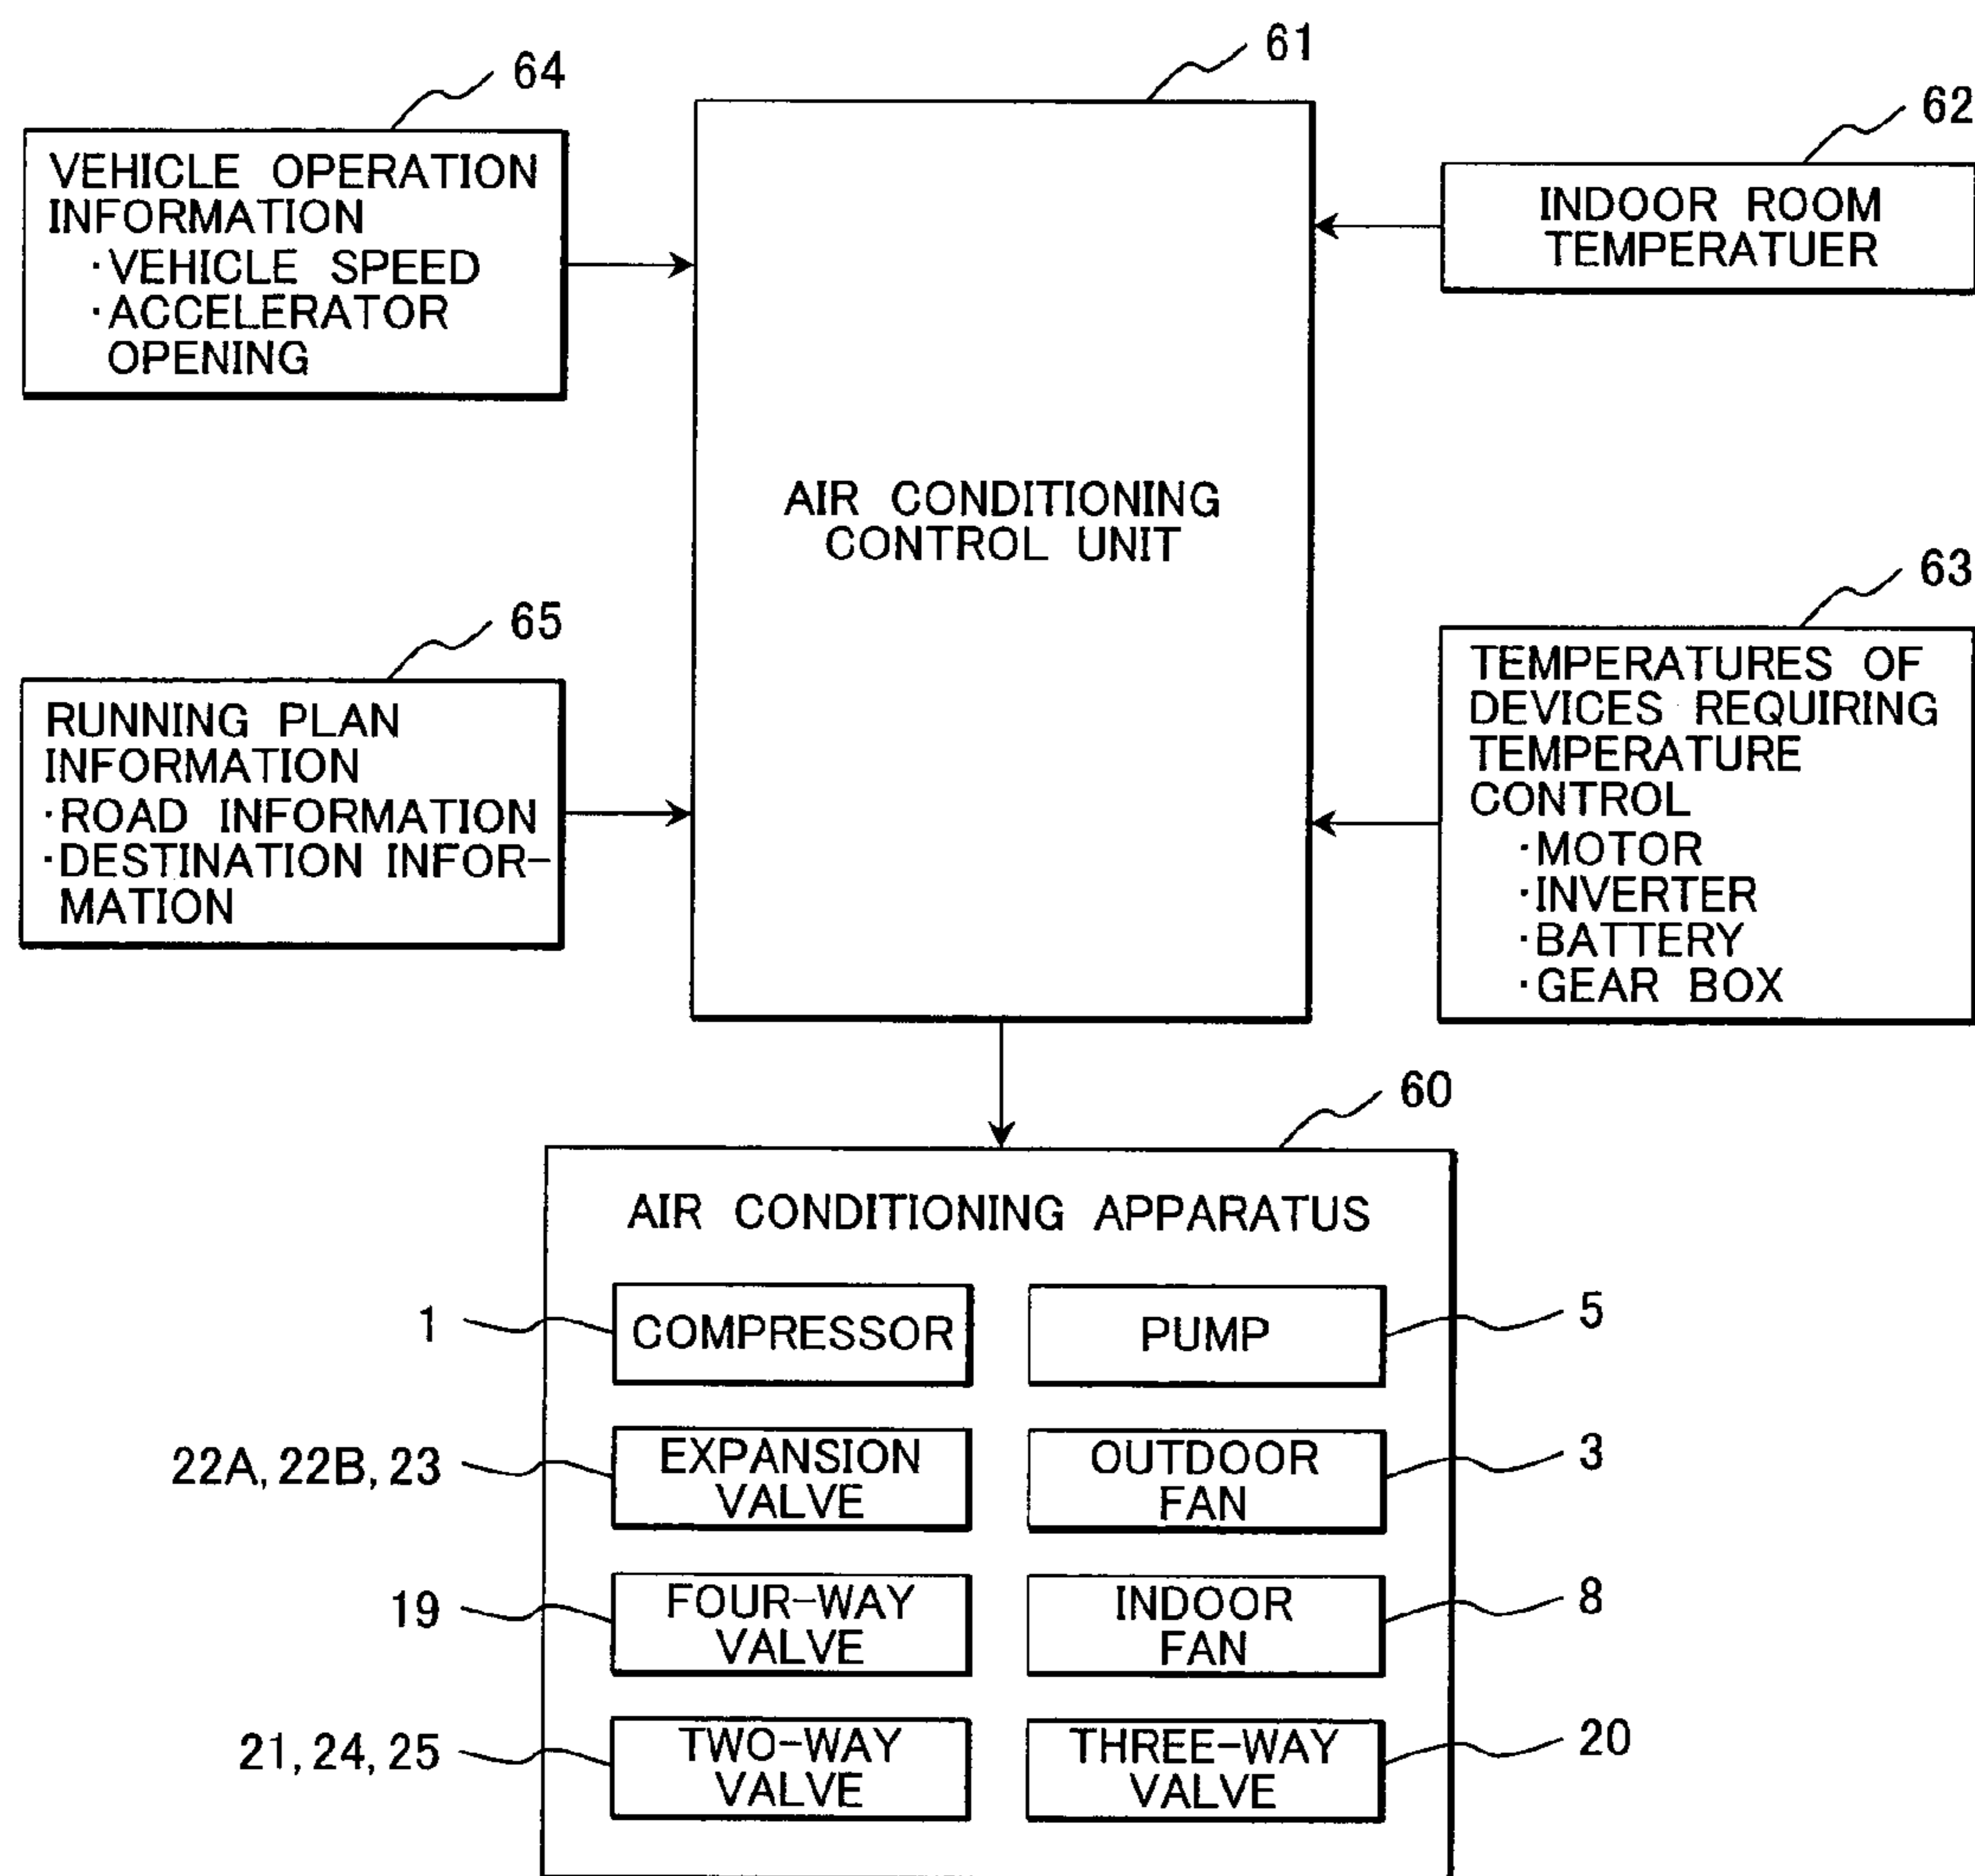 61
64
62
VEHICLE OPERATION
INFORMATION
·VEHICLE SPEED
·ACCELERATOR
OPENING
INDOOR ROOM
TEMPERATUER
AIR CONDITIONING
CONTROL UNIT
65
63
RUNNING PLAN
INFORMATION
·ROAD INFORMATION
·DESTINATION INFOR-
MATION
TEMPERATURES OF
DEVICES REQUIRING
TEMPERATURE
CONTROL
·MOTOR
·INVERTER
·BATTERY
·GEAR BOX
60
AIR CONDITIONING APPARATUS
1
COMPRESSOR
PUMP
5
22A, 22B, 23
EXPANSION
VALVE
OUTDOOR
FAN
3
19
FOUR-WAY
VALVE
INDOOR
FAN
8
21, 24, 25
TWO-WAY
VALVE
THREE-WAY
VALVE
20